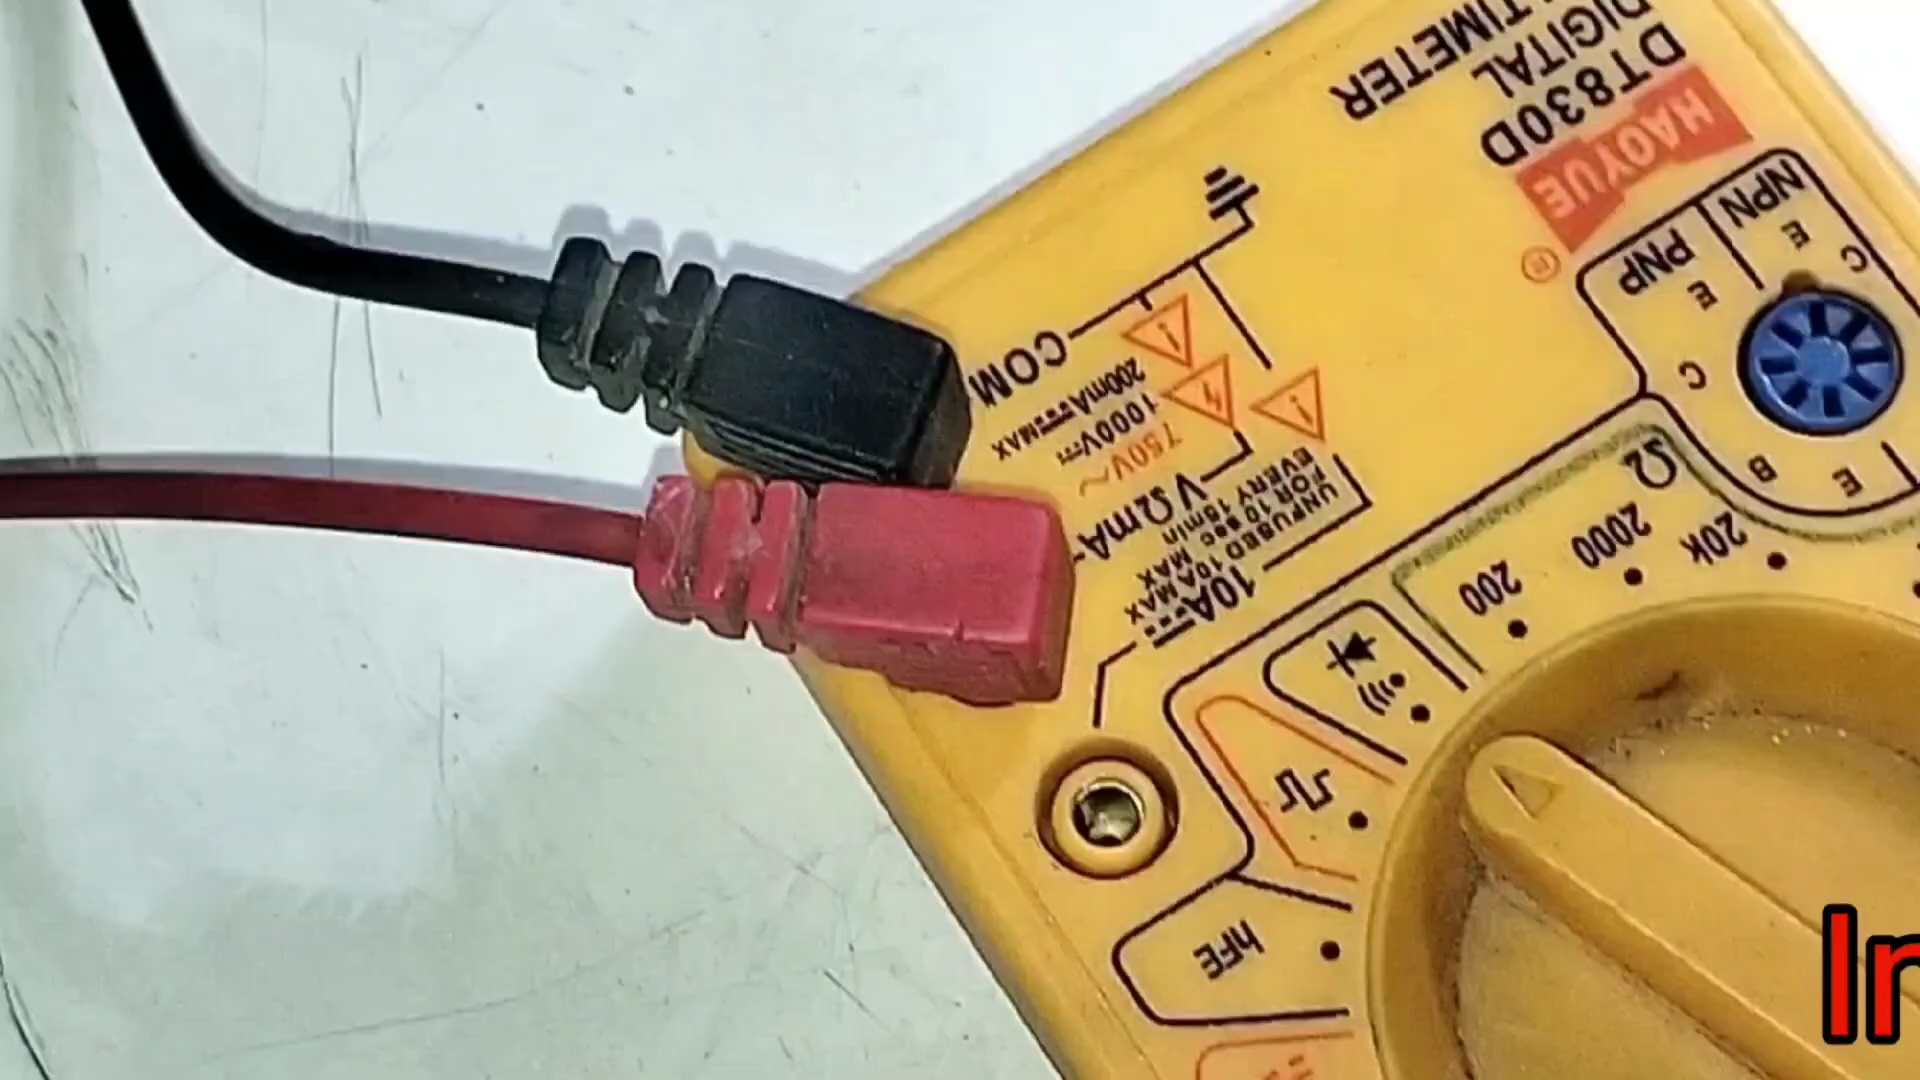 HAOYUE
®
DT830D
DIGITAL
TIMETER
NPN
PNP
E
E
C
C
B
E
COM
200mA MAX
1000V
750V~
VΩmA
UNFUSED 10A MAX
FOR 10 sec MAX
EVERY 15min
10A
Ω
200
2000
20k
hFE
In